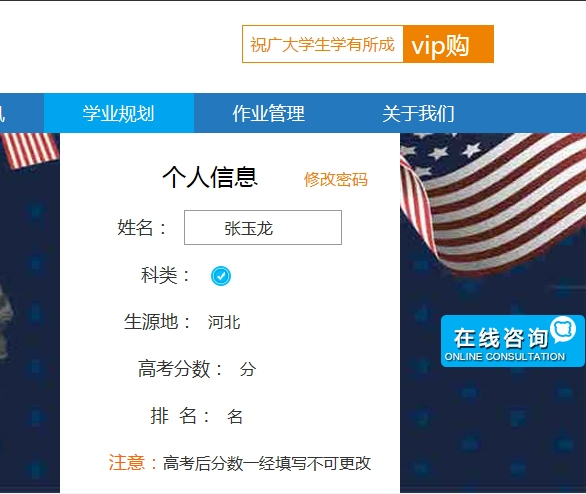 祝广大学生学有所成 vip购
学业规划 作业管理 关于我们
个人信息 修改密码
姓名： 张玉龙
科类：
生源地： 河北
高考分数： 分
排 名： 名
注意：高考后分数一经填写不可更改
在线咨询
ONLINE CONSULTATION